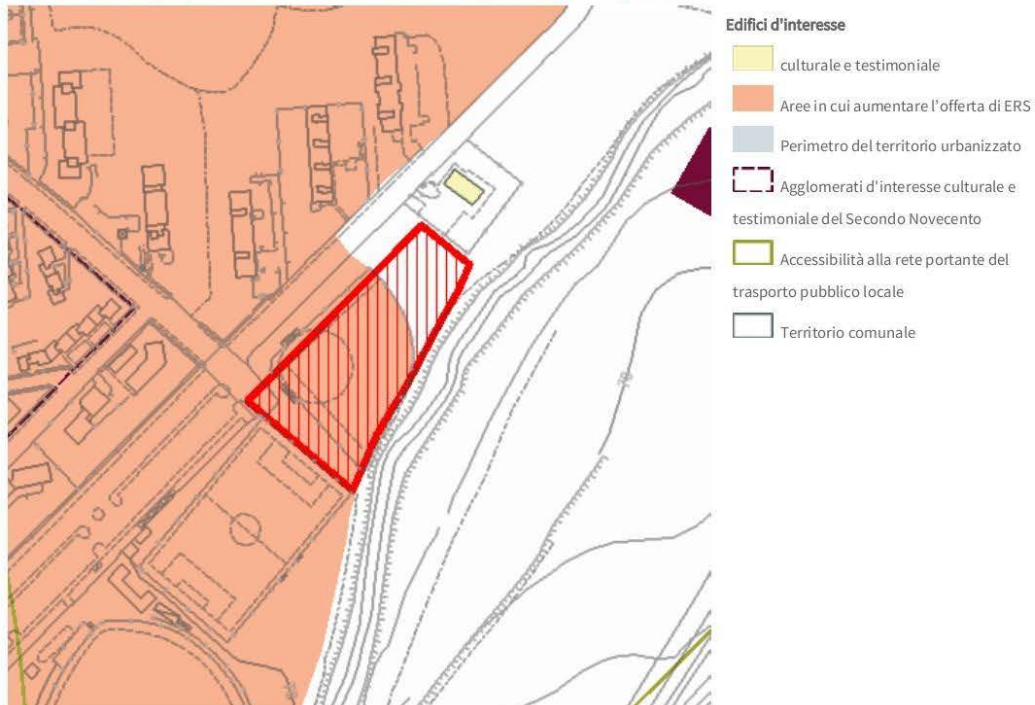 Edifici d'interesse
culturale e testimoniale
Aree in cui aumentare l'offerta di ERS
Perimetro del territorio urbanizzato
Agglomerati d'interesse culturale e
testimoniale del Secondo Novecento
Accessibilità alla rete portante del
trasporto pubblico locale
Territorio comunale